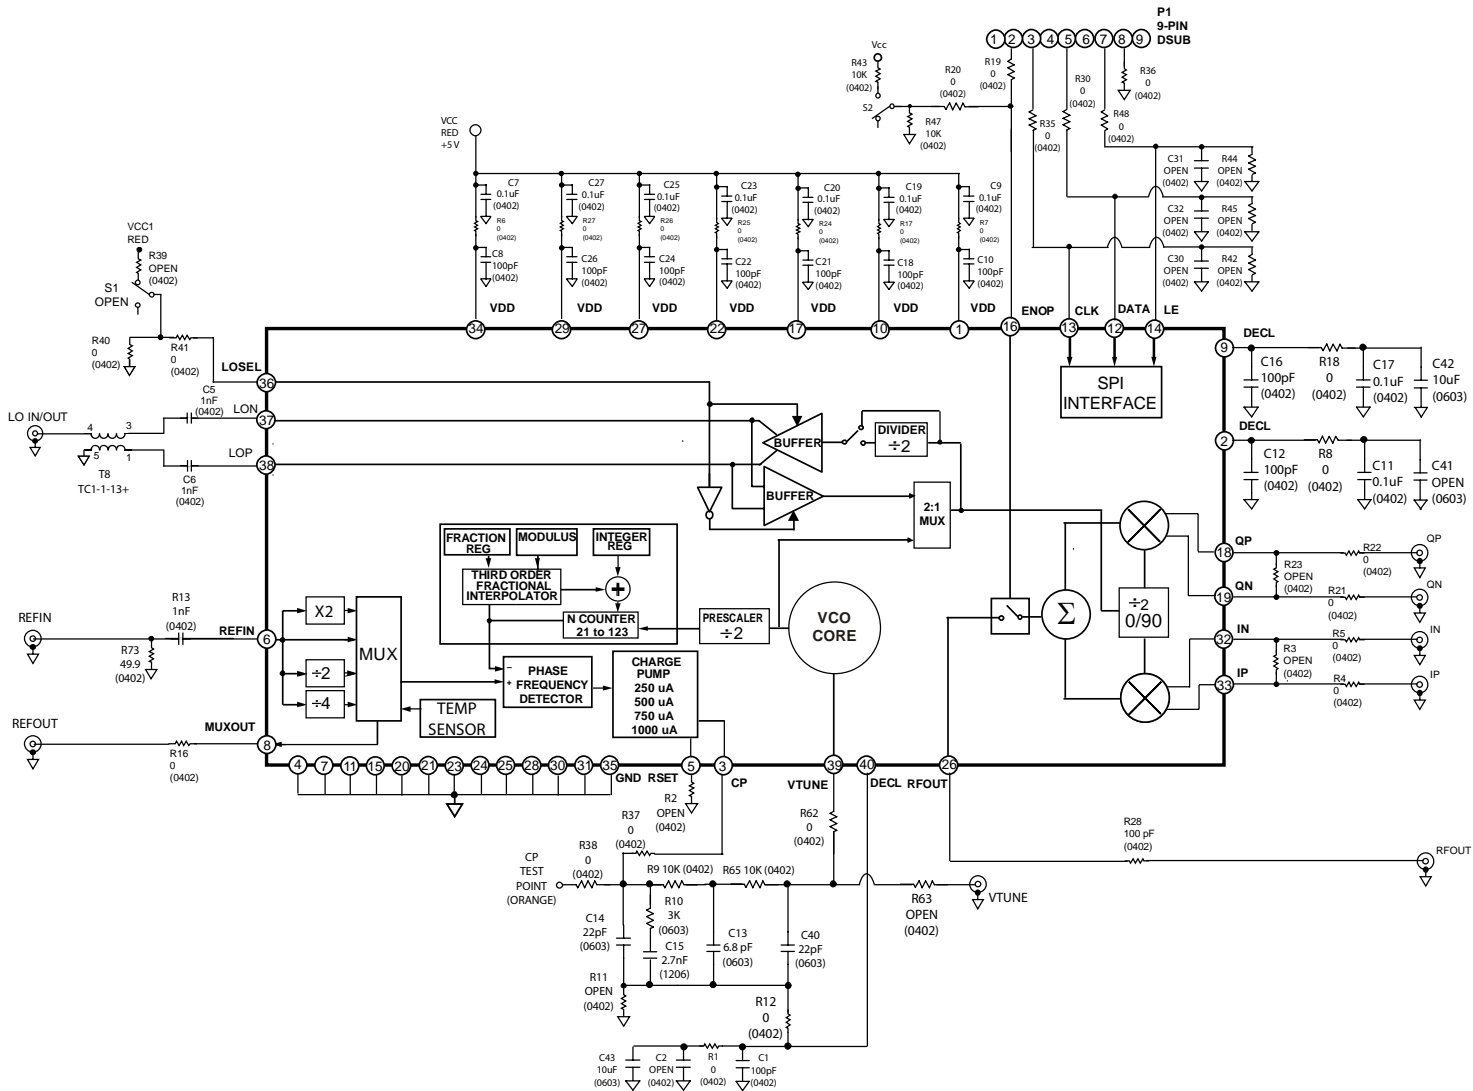 P1
9-PIN
DSUB
1 2 3 4 5 6 7 8 9
Vcc
R43
10K
(0402)
S2
R47
10K
(0402)
R20
0
(0402)
R19
0
(0402)
R35
0
(0402)
R30
0
(0402)
R48
0
(0402)
R36
0
(0402)
C31
OPEN
(0402)
R44
OPEN
(0402)
C32
OPEN
(0402)
R45
OPEN
(0402)
C30
OPEN
(0402)
R42
OPEN
(0402)
VCC
RED
+5 V
C7
0.1uF
(0402)
R6
0
(0402)
C8
100pF
(0402)
C27
0.1uF
(0402)
R27
0
(0402)
C26
100pF
(0402)
C25
0.1uF
(0402)
R26
0
(0402)
C24
100pF
(0402)
C23
0.1uF
(0402)
R25
0
(0402)
C22
100pF
(0402)
C20
0.1uF
(0402)
R24
0
(0402)
C21
100pF
(0402)
C19
0.1uF
(0402)
R17
0
(0402)
C18
100pF
(0402)
C9
0.1uF
(0402)
R7
0
(0402)
C10
100pF
(0402)
VDD VDD VDD VDD VDD VDD VDD
34 29 27 22 17 10 1 16 13 12 14
ENOP CLK DATA LE
VCC1
RED
R39
OPEN
(0402)
S1
OPEN
R40
0
(0402)
R41
0
(0402)
LOSEL
36
C5
1nF
(0402)
LON
37
LO IN/OUT
4 3
5 1
T8
TC1-1-13+
LOP
38
C6
1nF
(0402)
BUFFER
DIVIDER
÷2
BUFFER
2:1
MUX
SPI
INTERFACE
9
DECL
C16
100pF
(0402)
R18
0
(0402)
C17
0.1uF
(0402)
C42
10uF
(0603)
2
DECL
C12
100pF
(0402)
R8
0
(0402)
C11
0.1uF
(0402)
C41
OPEN
(0603)
FRACTION
REG
MODULUS
INTEGER
REG
THIRD ORDER
FRACTIONAL
INTERPOLATOR
+
N COUNTER
21 to 123
PRESCALER
÷2
VCO
CORE
Σ
÷2
0/90
18
QP
R23
OPEN
(0402)
R22
0
(0402)
QP
19
QN
R21
0
(0402)
QN
32
IN
R3
OPEN
(0402)
R5
0
(0402)
IN
33
IP
R4
0
(0402)
IP
REFIN
R13
1nF
(0402)
R73
49.9
(0402)
REFIN
6
X2
÷2
÷4
MUX
−
+
PHASE
FREQUENCY
DETECTOR
CHARGE
PUMP
250 uA
500 uA
750 uA
1000 uA
TEMP
SENSOR
REFOUT
R16
0
(0402)
MUXOUT
8
4 7 11 15 20 21 23 24 25 28 30 31 35 5 3 39 40 26
GND RSET CP VTUNE DECL RFOUT
R2
OPEN
(0402)
R37
0
(0402)
R38
0
(0402)
CP
TEST
POINT
(ORANGE)
R9 10K (0402)
R65 10K (0402)
R62
0
(0402)
R63
OPEN
(0402)
VTUNE
R28
100 pF
(0402)
RFOUT
C14
22pF
(0603)
R10
3K
(0603)
C15
2.7nF
(1206)
C13
6.8 pF
(0603)
C40
22pF
(0603)
R11
OPEN
(0402)
R12
0
(0402)
C43
10uF
(0603)
C2
OPEN
(0402)
R1
0
(0402)
C1
100pF
(0402)